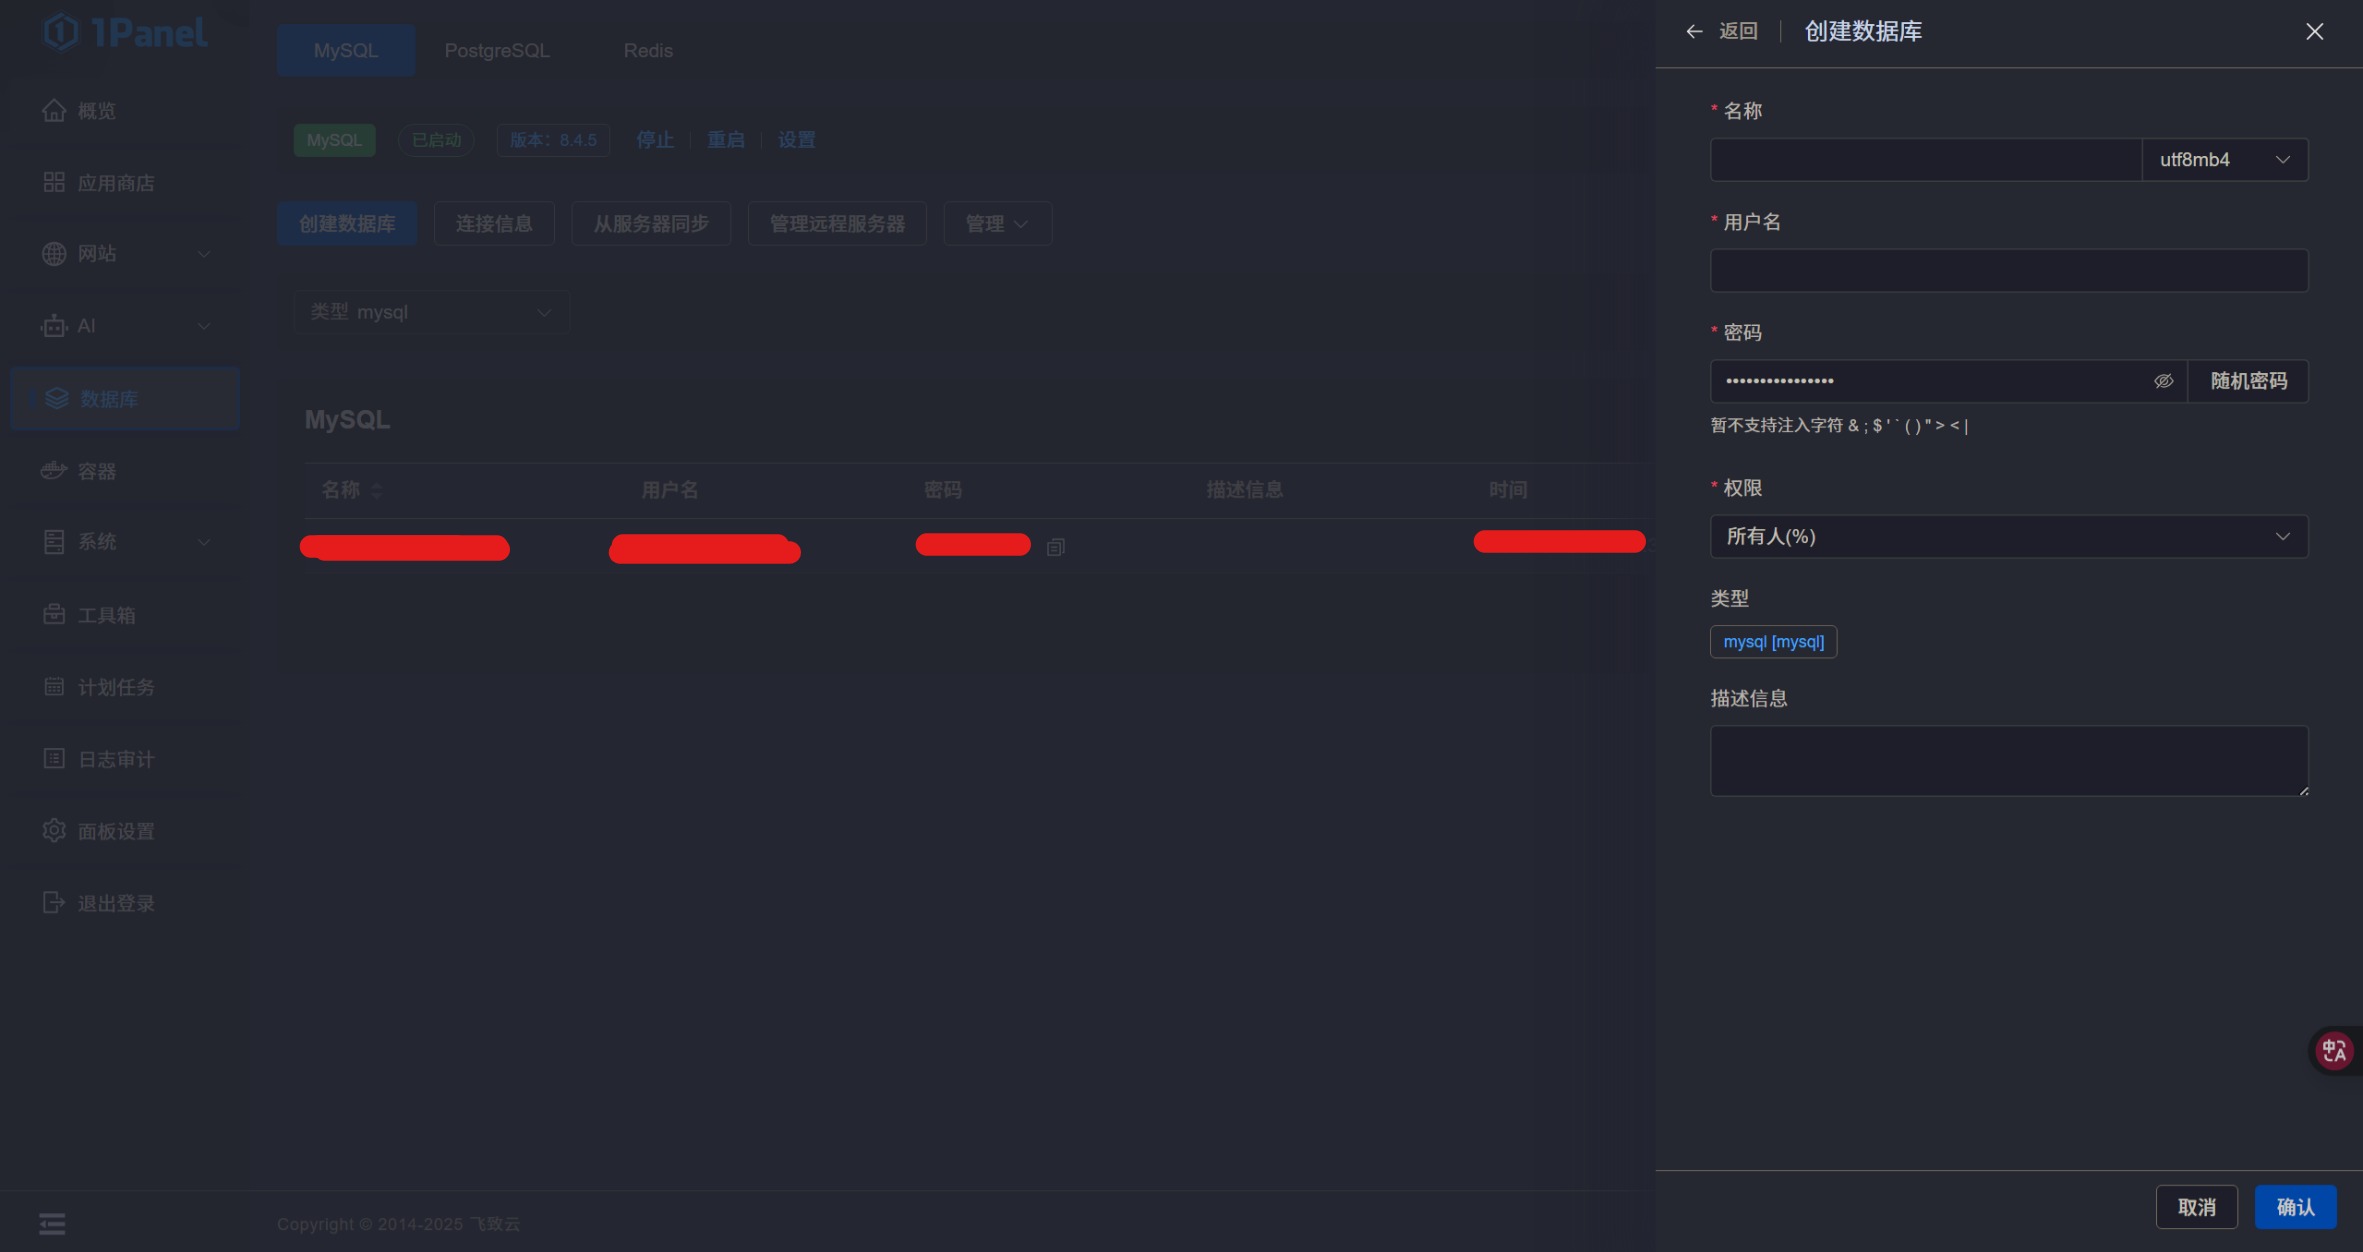 1Panel
概览
应用商店
网站
AI
数据库
容器
系统
工具箱
计划任务
日志审计
面板设置
退出登录
MySQL PostgreSQL Redis
MySQL 已启动 版本：8.4.5 停止 重启 设置
创建数据库 连接信息 从服务器同步 管理远程服务器 管理
类型 mysql
MySQL
名称 用户名 密码 描述信息 时间
Copyright © 2014-2025 飞致云
返回 创建数据库
* 名称
utf8mb4
* 用户名
* 密码
•••••••••••••••• 随机密码
暂不支持注入字符 & ; $ ' ` ( ) " > < |
* 权限
所有人(%)
类型
mysql [mysql]
描述信息
中A
取消 确认